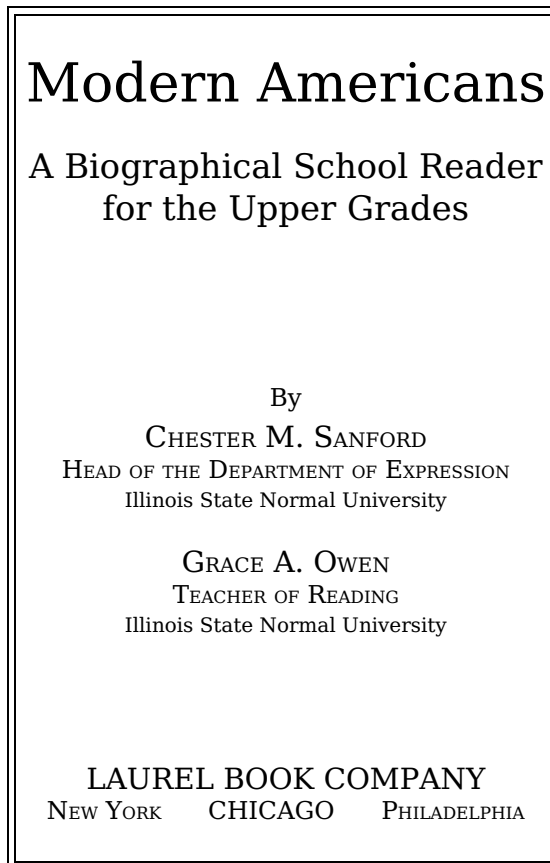 Modern Americans
A Biographical School Reader
for the Upper Grades
By
Chester M. Sanford
Head of the Department of Expression
Illinois State Normal University
Grace A. Owen
Teacher of Reading
Illinois State Normal University
LAUREL BOOK COMPANY
New York CHICAGO Philadelphia